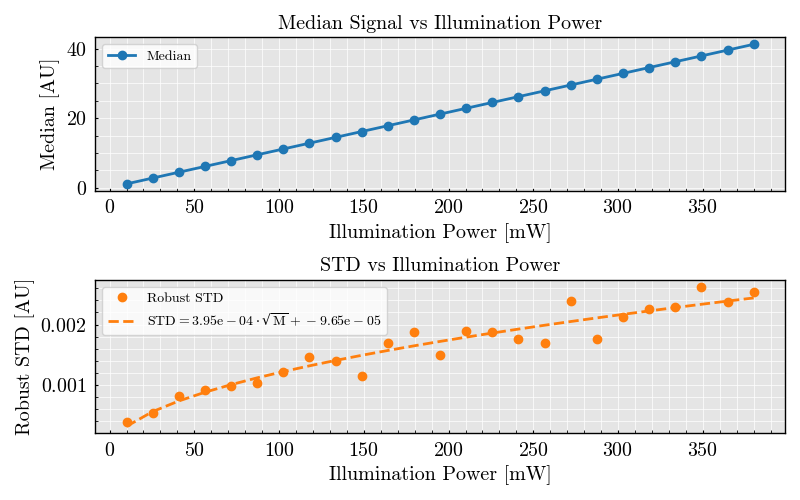 Median Signal vs Illumination Power
40
20
0
Median [AU]
Median
0 50 100 150 200 250 300 350
Illumination Power [mW]
STD vs Illumination Power
0.002
0.001
Robust STD [AU]
Robust STD
STD = 3.95e − 04 · √M + −9.65e − 05
0 50 100 150 200 250 300 350
Illumination Power [mW]